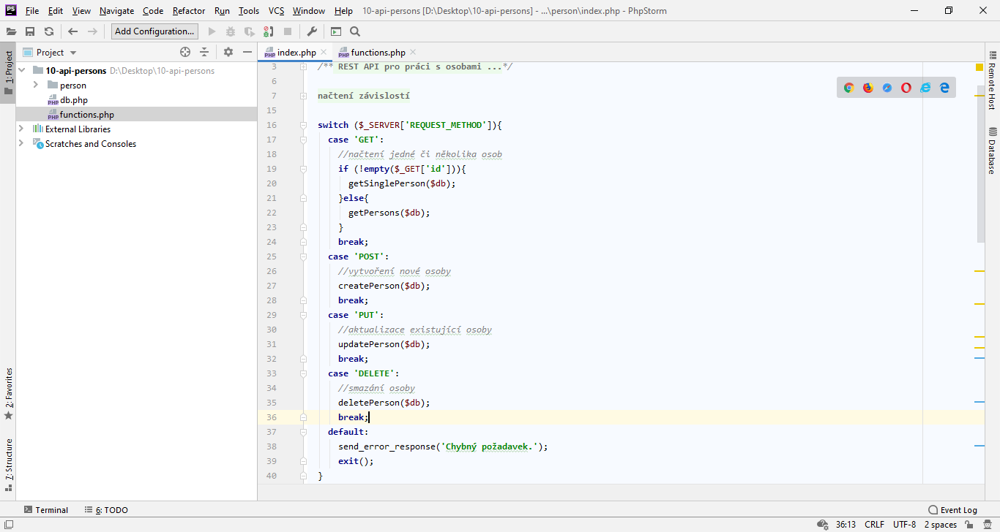 PS File Edit View Navigate Code Refactor Run Tools VCS Window Help 10-api-persons [D:\Desktop\10-api-persons] - ...\person\index.php - PhpStorm
Add Configuration...
1: Project
Project
10-api-persons D:\Desktop\10-api-persons
person
PHP db.php
PHP functions.php
External Libraries
Scratches and Consoles
2: Favorites
7: Structure
PHP index.php PHP functions.php
3 /** REST API pro práci s osobami ...*/
6
7 načtení závislostí
15
16 switch ($_SERVER['REQUEST_METHOD']){
17 case 'GET':
18 //načtení jedné či několika osob
19 if (!empty($_GET['id'])){
20 getSinglePerson($db);
21 }else{
22 getPersons($db);
23 }
24 break;
25 case 'POST':
26 //vytvoření nové osoby
27 createPerson($db);
28 break;
29 case 'PUT':
30 //aktualizace existující osoby
31 updatePerson($db);
32 break;
33 case 'DELETE':
34 //smazání osoby
35 deletePerson($db);
36 break;
37 default:
38 send_error_response('Chybný požadavek.');
39 exit();
40 }
Remote Host
Database
Terminal 6: TODO Event Log
36:13 CRLF UTF-8 2 spaces